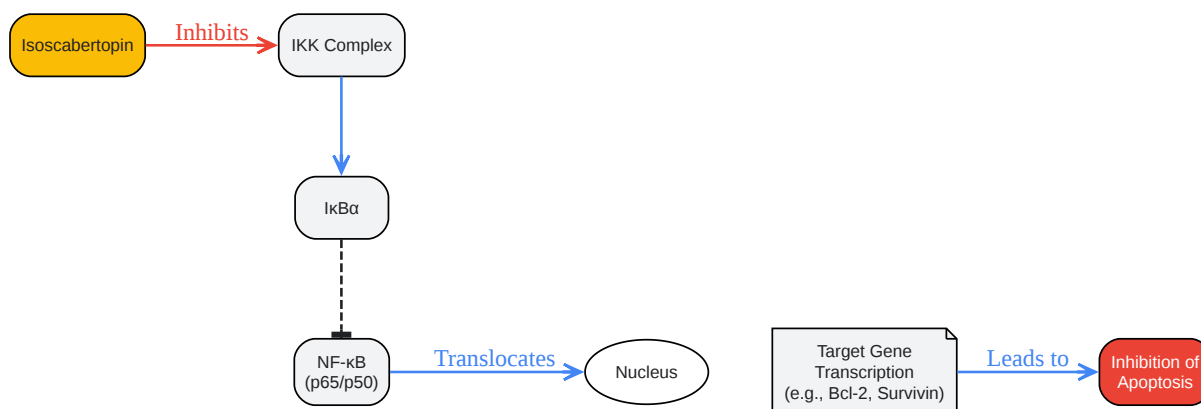 Isoscabertopin
Inhibits
IKK Complex
IκBα
NF-κB
(p65/p50)
Translocates
Nucleus
Target Gene
Transcription
(e.g., Bcl-2, Survivin)
Leads to
Inhibition of
Apoptosis